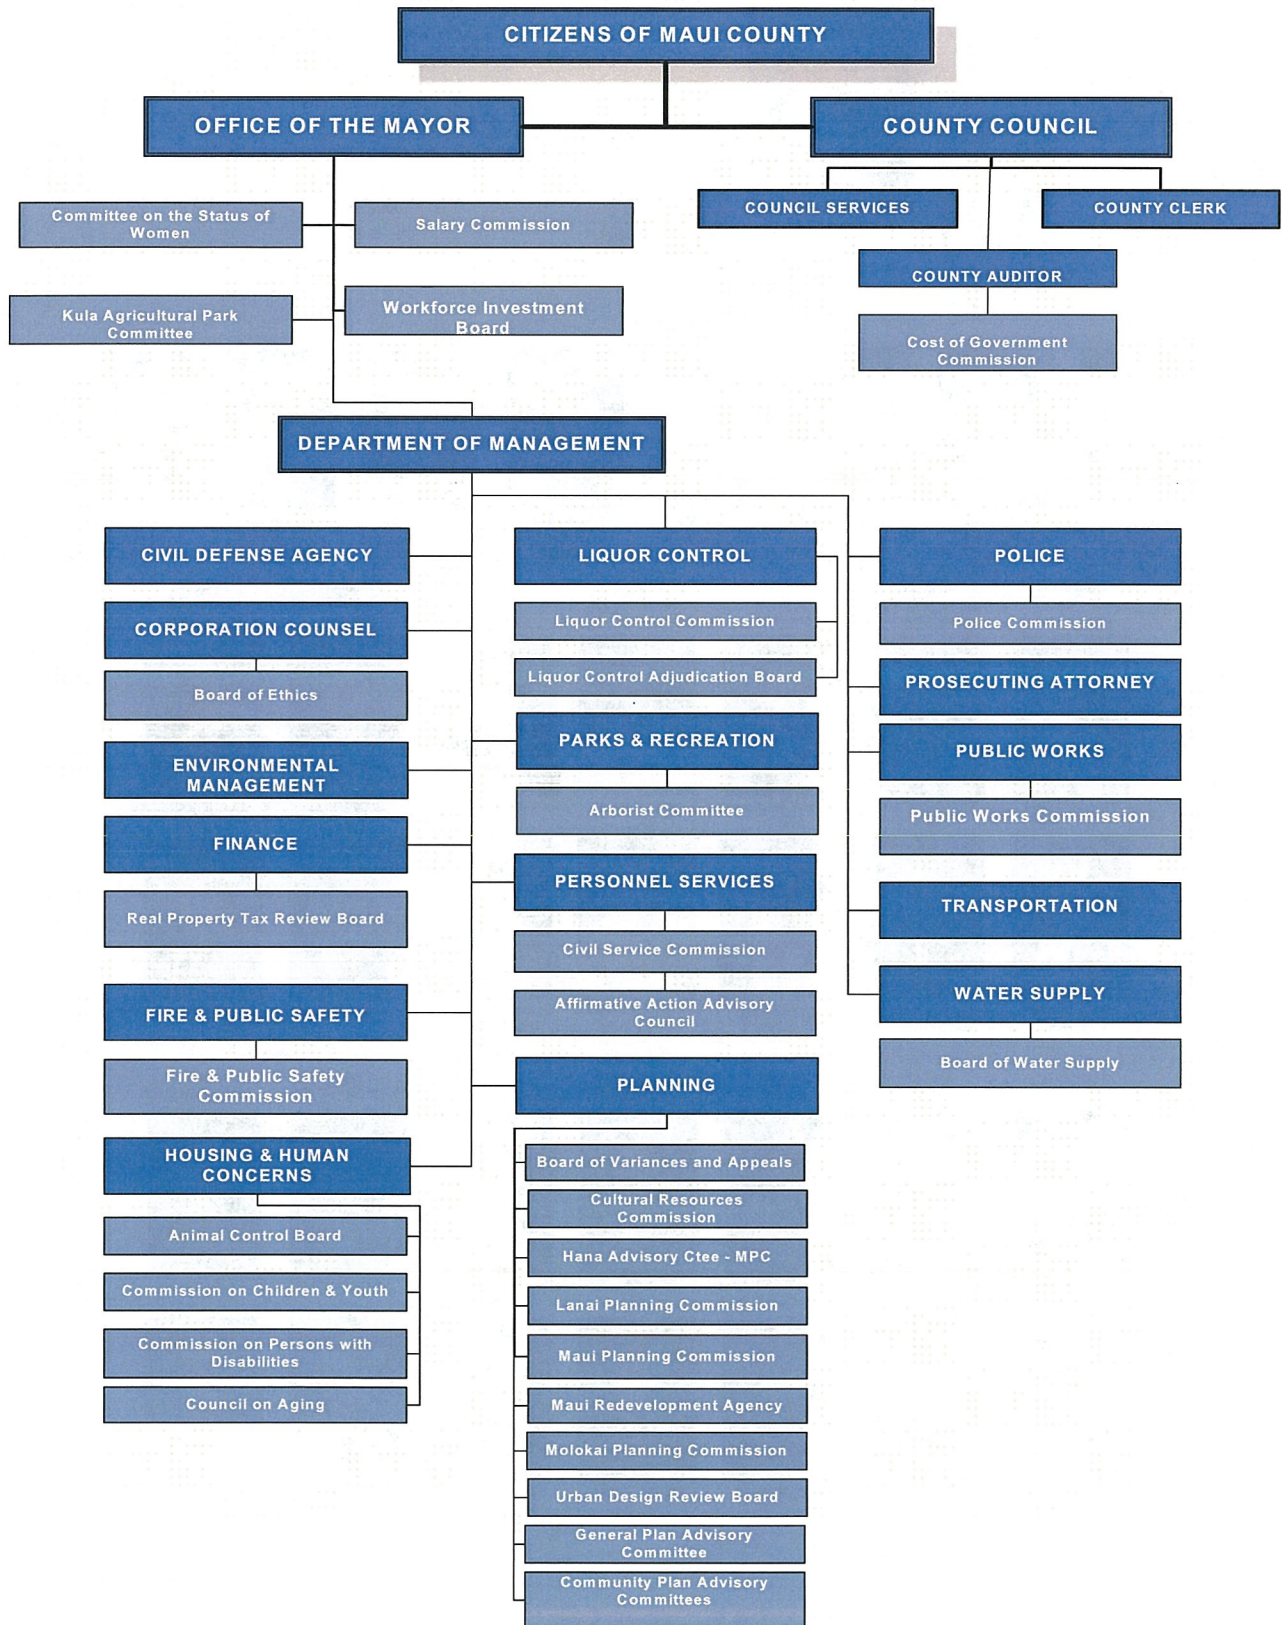 CITIZENS OF MAUI COUNTY
OFFICE OF THE MAYOR
COUNTY COUNCIL
Committee on the Status of
Women
Salary Commission
COUNCIL SERVICES
COUNTY CLERK
Kula Agricultural Park
Committee
Workforce Investment
Board
COUNTY AUDITOR
Cost of Government
Commission
DEPARTMENT OF MANAGEMENT
CIVIL DEFENSE AGENCY
CORPORATION COUNSEL
Board of Ethics
ENVIRONMENTAL
MANAGEMENT
FINANCE
Real Property Tax Review Board
FIRE & PUBLIC SAFETY
Fire & Public Safety
Commission
HOUSING & HUMAN
CONCERNS
Animal Control Board
Commission on Children & Youth
Commission on Persons with
Disabilities
Council on Aging
LIQUOR CONTROL
Liquor Control Commission
Liquor Control Adjudication Board
PARKS & RECREATION
Arborist Committee
PERSONNEL SERVICES
Civil Service Commission
Affirmative Action Advisory
Council
PLANNING
Board of Variances and Appeals
Cultural Resources
Commission
Hana Advisory Ctee - MPC
Lanai Planning Commission
Maui Planning Commission
Maui Redevelopment Agency
Molokai Planning Commission
Urban Design Review Board
General Plan Advisory
Committee
Community Plan Advisory
Committees
POLICE
Police Commission
PROSECUTING ATTORNEY
PUBLIC WORKS
Public Works Commission
TRANSPORTATION
WATER SUPPLY
Board of Water Supply